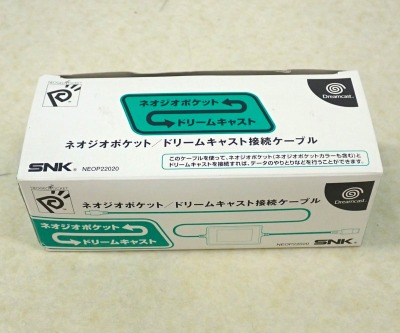 Dreamcast
ネオジオポケット
ドリームキャスト
ネオジオポケット/ドリームキャスト接続ケーブル
このケーブルを使って、ネオジオポケット(ネオジオポケットカラーも含む)と
ドリームキャストを接続すれば、データのやりとりなどを行うことができます。
SNK® NEOP22020
ネオジオポケット/ドリームキャスト接続ケーブル
ネオジオポケット
ドリームキャスト
NEOP22020 SNK®
Dreamcast